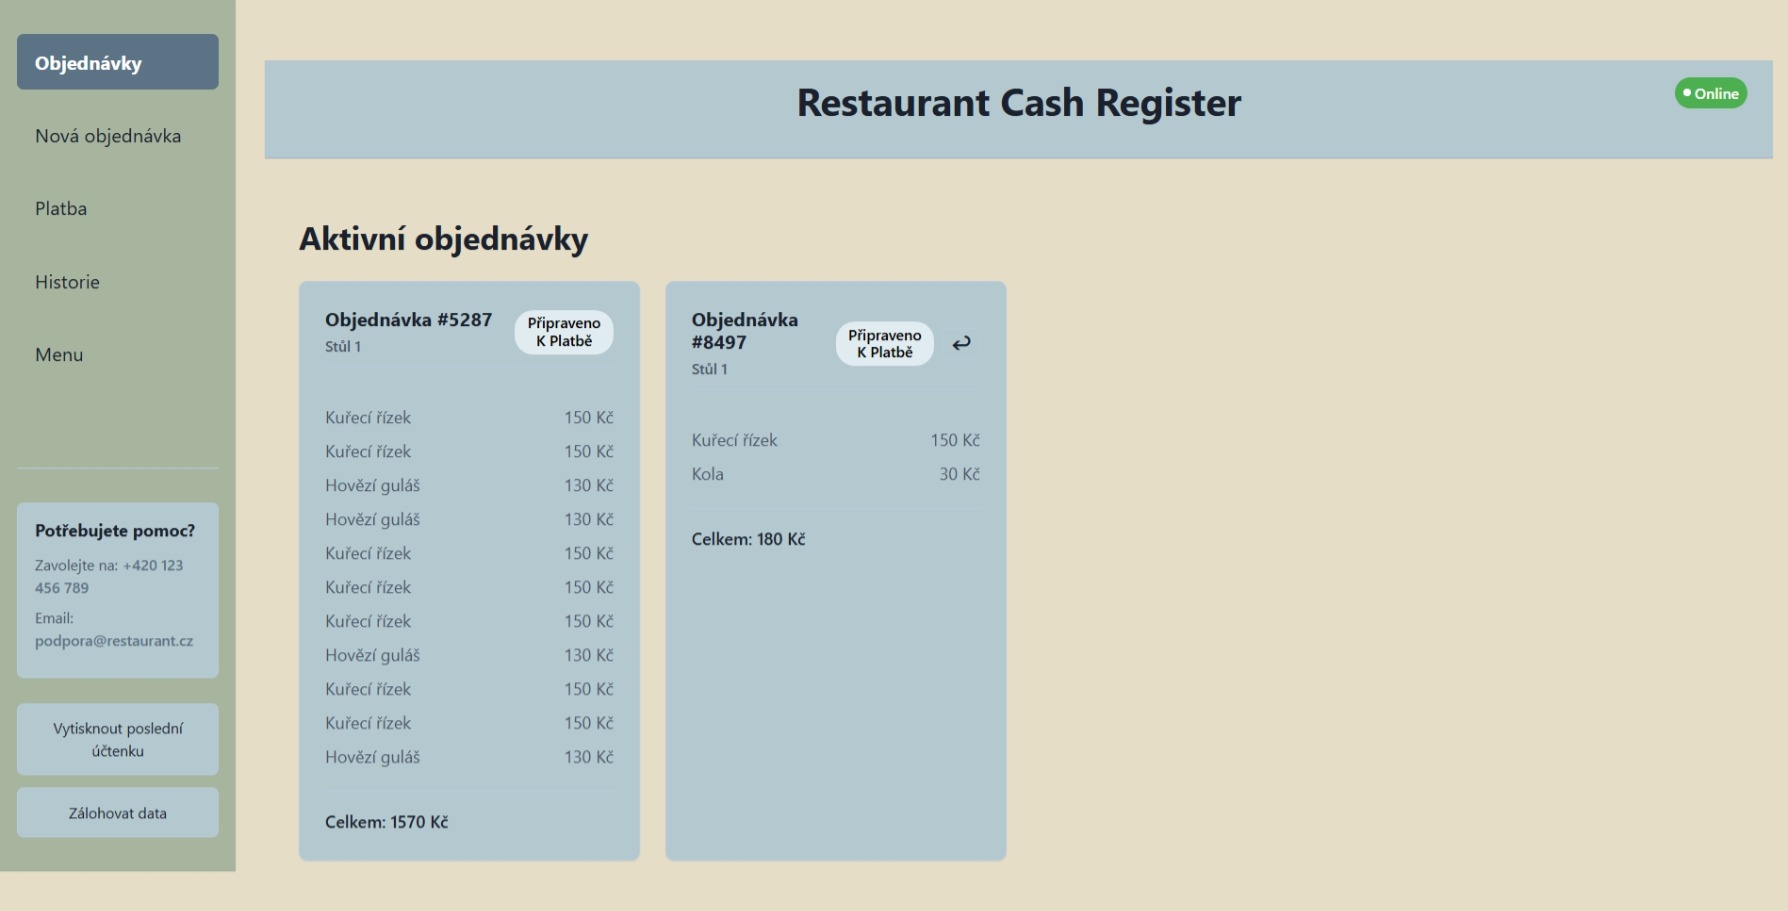 Objednávky
Nová objednávka
Platba
Historie
Menu
Potřebujete pomoc?
Zavolejte na: +420 123
456 789
Email:
podpora@restaurant.cz
Vytisknout poslední
účtenku
Zálohovat data
Restaurant Cash Register
Online
Aktivní objednávky
Objednávka #5287
Stůl 1
Připraveno
K Platbě
Kuřecí řízek 150 Kč
Kuřecí řízek 150 Kč
Hovězí guláš 130 Kč
Hovězí guláš 130 Kč
Kuřecí řízek 150 Kč
Kuřecí řízek 150 Kč
Kuřecí řízek 150 Kč
Hovězí guláš 130 Kč
Kuřecí řízek 150 Kč
Kuřecí řízek 150 Kč
Hovězí guláš 130 Kč
Celkem: 1570 Kč
Objednávka
#8497
Stůl 1
Připraveno
K Platbě
Kuřecí řízek 150 Kč
Kola 30 Kč
Celkem: 180 Kč